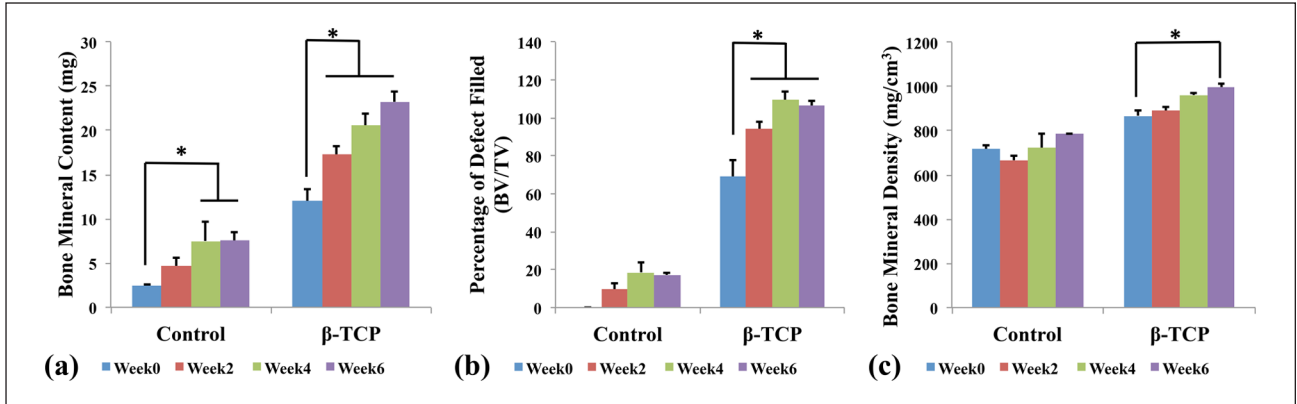 *
*
Bone Mineral Content (mg)
30
25
20
15
10
5
0
Control
β-TCP
(a)
Week0 Week2 Week4 Week6
*
Percentage of Defect Filled
(BV/TV)
140
120
100
80
60
40
20
0
Control
β-TCP
(b)
Week0 Week2 Week4 Week6
*
Bone Mineral Density (mg/cm³)
1200
1000
800
600
400
200
0
Control
β-TCP
(c)
Week0 Week2 Week4 Week6